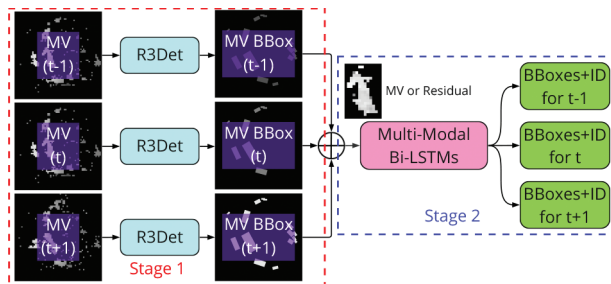 MV
(t-1)
R3Det
MV BBox
(t-1)
MV
(t)
R3Det
MV BBox
(t)
MV
(t+1)
R3Det
MV BBox
(t+1)
Stage 1
MV or Residual
Multi-Modal
Bi-LSTMs
BBoxes+ID
for t-1
BBoxes+ID
for t
BBoxes+ID
for t+1
Stage 2